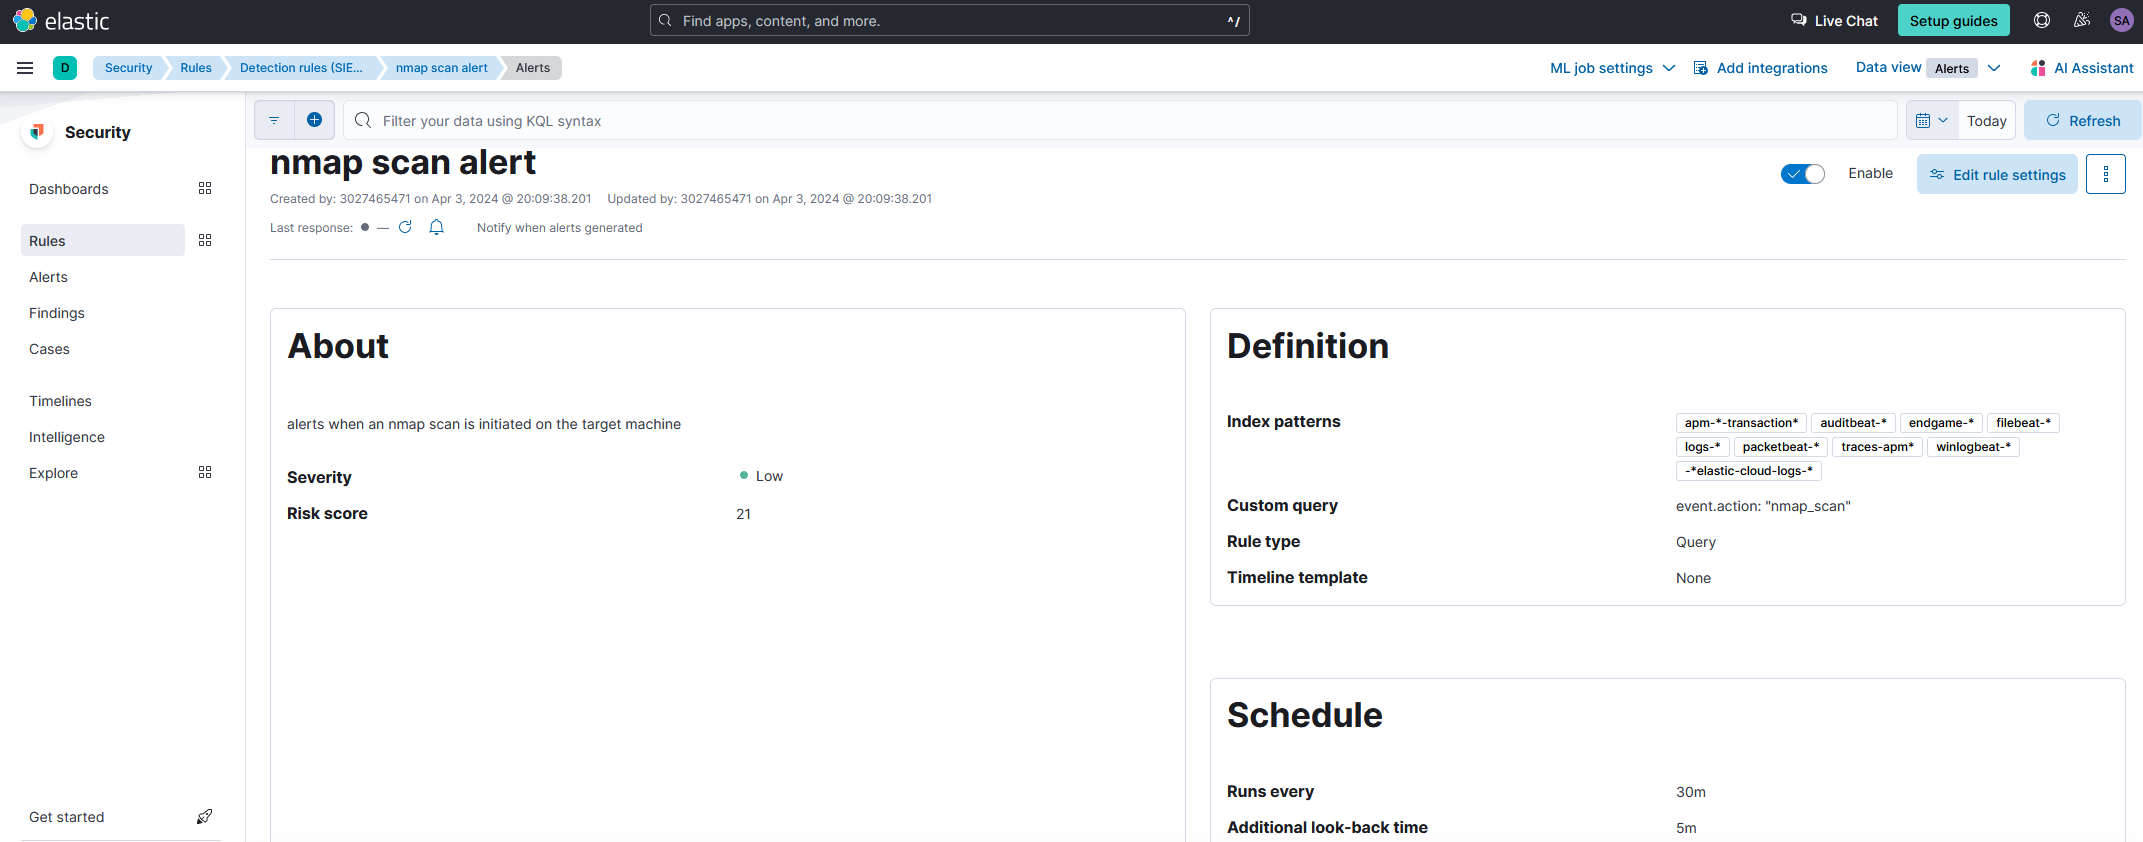 elastic
Find apps, content, and more.
^/
Live Chat
Setup guides
SA
D
Security
Rules
Detection rules (SIE...
nmap scan alert
Alerts
ML job settings
Add integrations
Data view
Alerts
AI Assistant
Security
Dashboards
Rules
Alerts
Findings
Cases
Timelines
Intelligence
Explore
Get started
Filter your data using KQL syntax
Today
Refresh
nmap scan alert
Enable
Edit rule settings
Created by: 3027465471 on Apr 3, 2024 @ 20:09:38.201 Updated by: 3027465471 on Apr 3, 2024 @ 20:09:38.201
Last response: — Notify when alerts generated
About
alerts when an nmap scan is initiated on the target machine
Severity Low
Risk score 21
Definition
Index patterns apm-*-transaction* auditbeat-* endgame-* filebeat-*
logs-* packetbeat-* traces-apm* winlogbeat-*
-*elastic-cloud-logs-*
Custom query event.action: "nmap_scan"
Rule type Query
Timeline template None
Schedule
Runs every 30m
Additional look-back time 5m